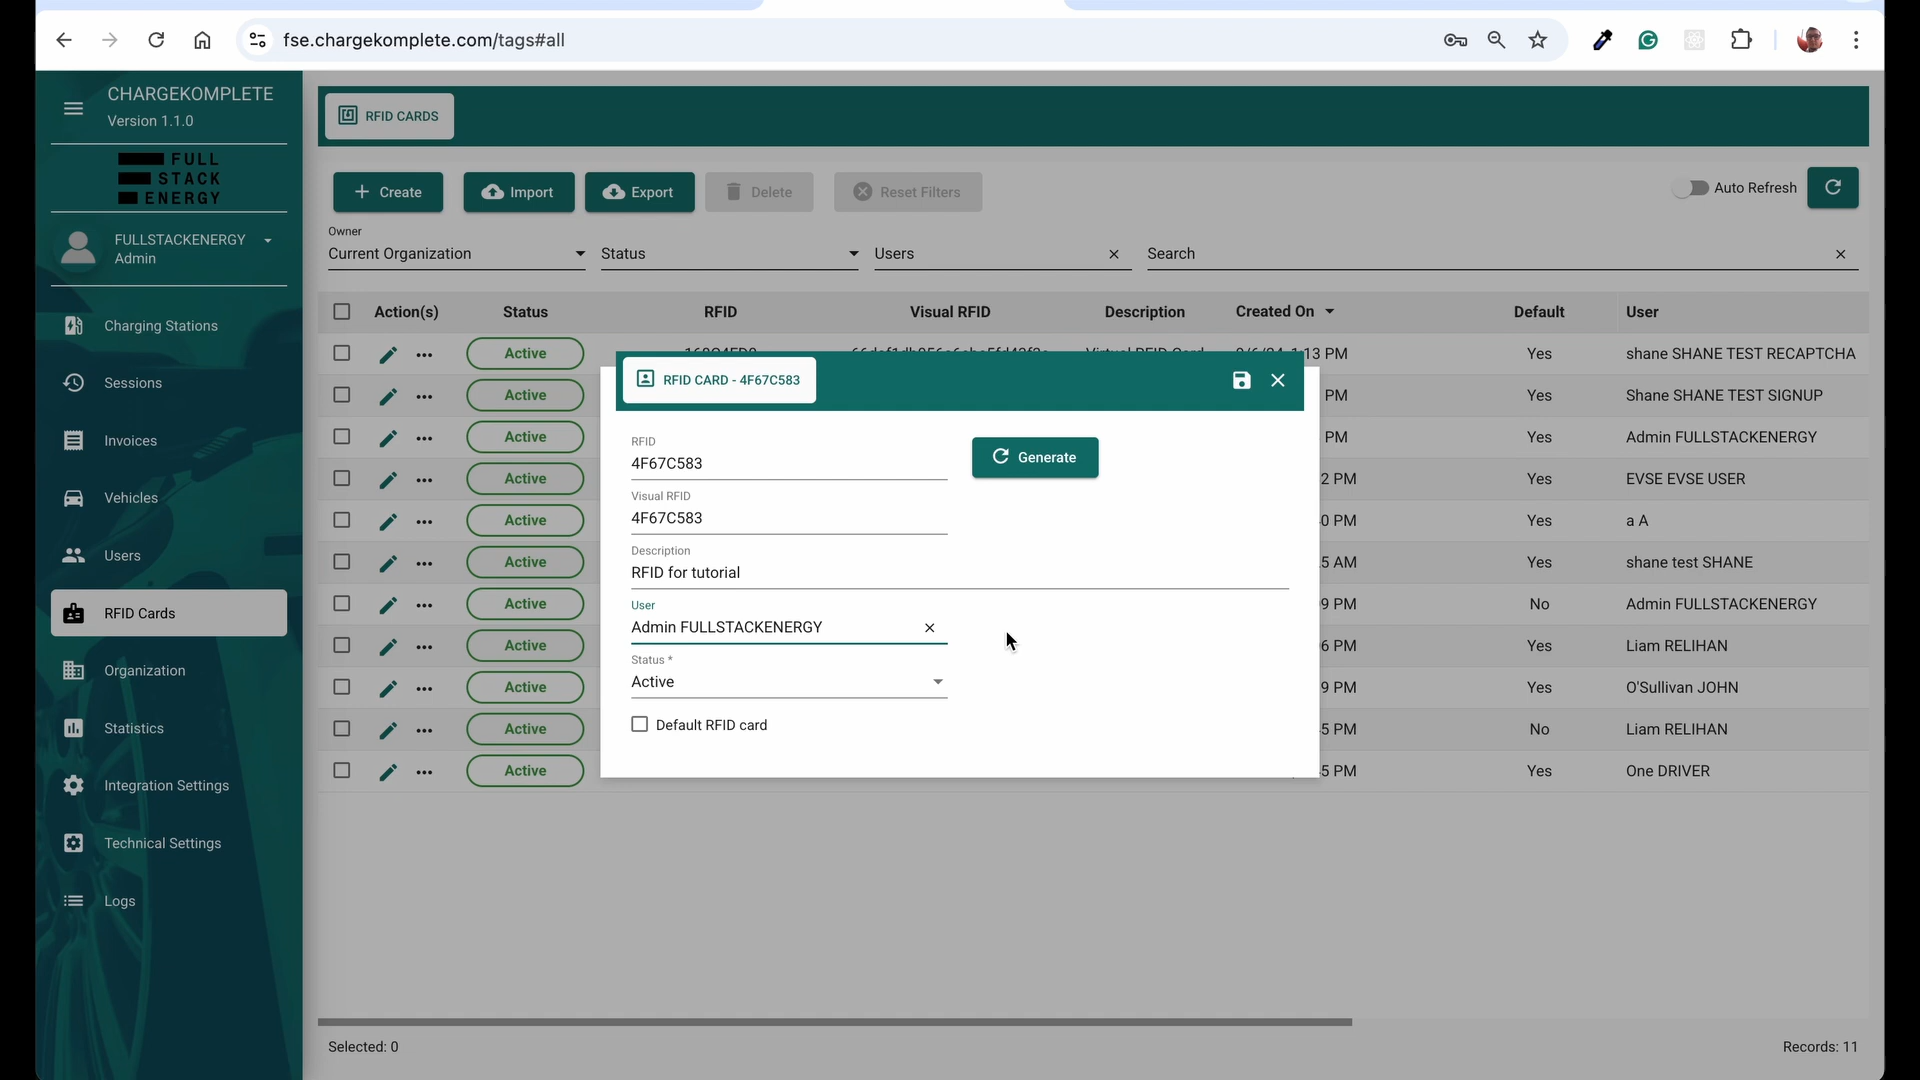 fse.chargekomplete.com/tags#all
CHARGEKOMPLETE
Version 1.1.0
FULL
STACK
ENERGY
FULLSTACKENERGY
Admin
Charging Stations
Sessions
Invoices
Vehicles
Users
RFID Cards
Organization
Statistics
Integration Settings
Technical Settings
Logs
RFID CARDS
Create Import Export Delete Reset Filters Auto Refresh
Owner
Current Organization Status Users Search
Action(s) Status RFID Visual RFID Description Created On Default User
Active 13 PM Yes shane SHANE TEST RECAPTCHA
Active PM Yes Shane SHANE TEST SIGNUP
Active PM Yes Admin FULLSTACKENERGY
Active 2 PM Yes EVSE EVSE USER
Active 0 PM Yes a A
Active 5 AM Yes shane test SHANE
Active 9 PM No Admin FULLSTACKENERGY
Active 6 PM Yes Liam RELIHAN
Active 9 PM Yes O'Sullivan JOHN
Active 5 PM No Liam RELIHAN
Active 5 PM Yes One DRIVER
RFID CARD - 4F67C583
RFID
4F67C583
Generate
Visual RFID
4F67C583
Description
RFID for tutorial
User
Admin FULLSTACKENERGY
Status *
Active
Default RFID card
Selected: 0
Records: 11